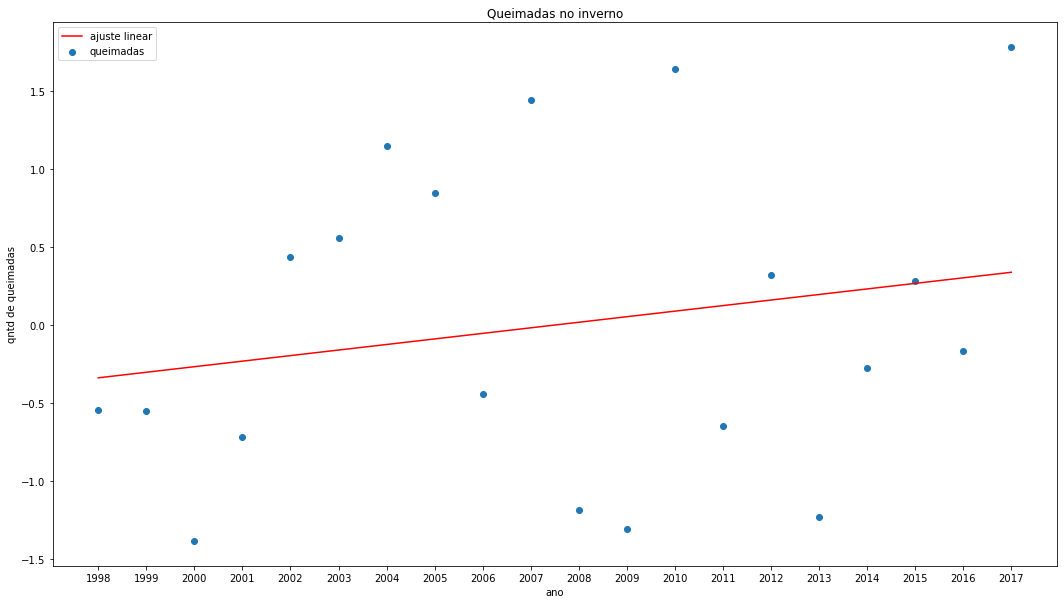 Queimadas no inverno
ajuste linear
queimadas
qntd de queimadas
1.5
1.0
0.5
0.0
−0.5
−1.0
−1.5
1998 1999 2000 2001 2002 2003 2004 2005 2006 2007 2008 2009 2010 2011 2012 2013 2014 2015 2016 2017
ano